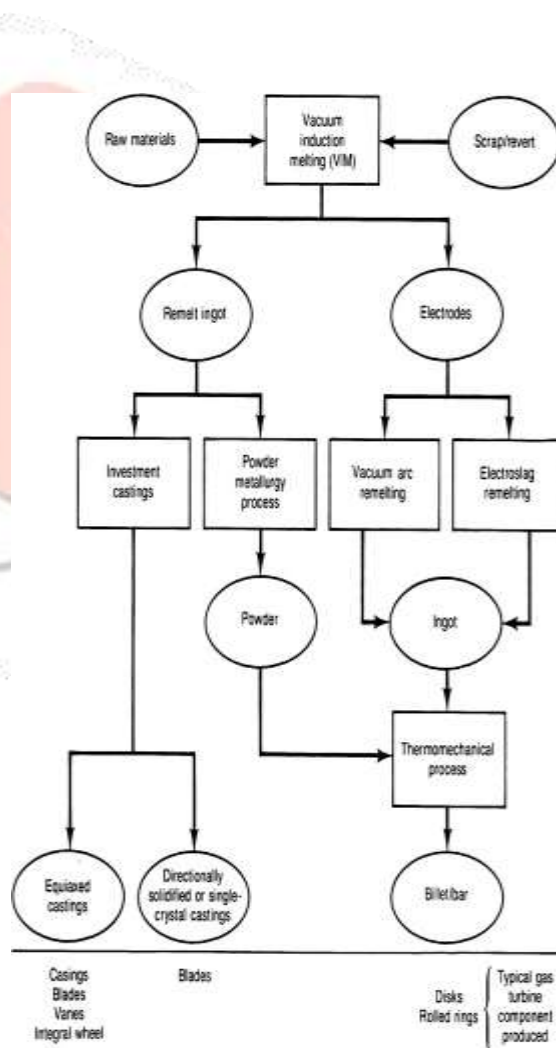 Raw materials
Vacuum
induction
melting (VIM)
Scrap/revert
Remelt ingot
Electrodes
Investment
castings
Powder
metallurgy
process
Vacuum arc
remelting
Electroslag
remelting
Powder
Ingot
Thermomechanical
process
Equiaxed
castings
Directionally
solidified or single-
crystal castings
Billet/bar
Casings
Blades
Vanes
Integral wheel
Blades
Disks
Rolled rings
Typical gas
turbine
component
produced